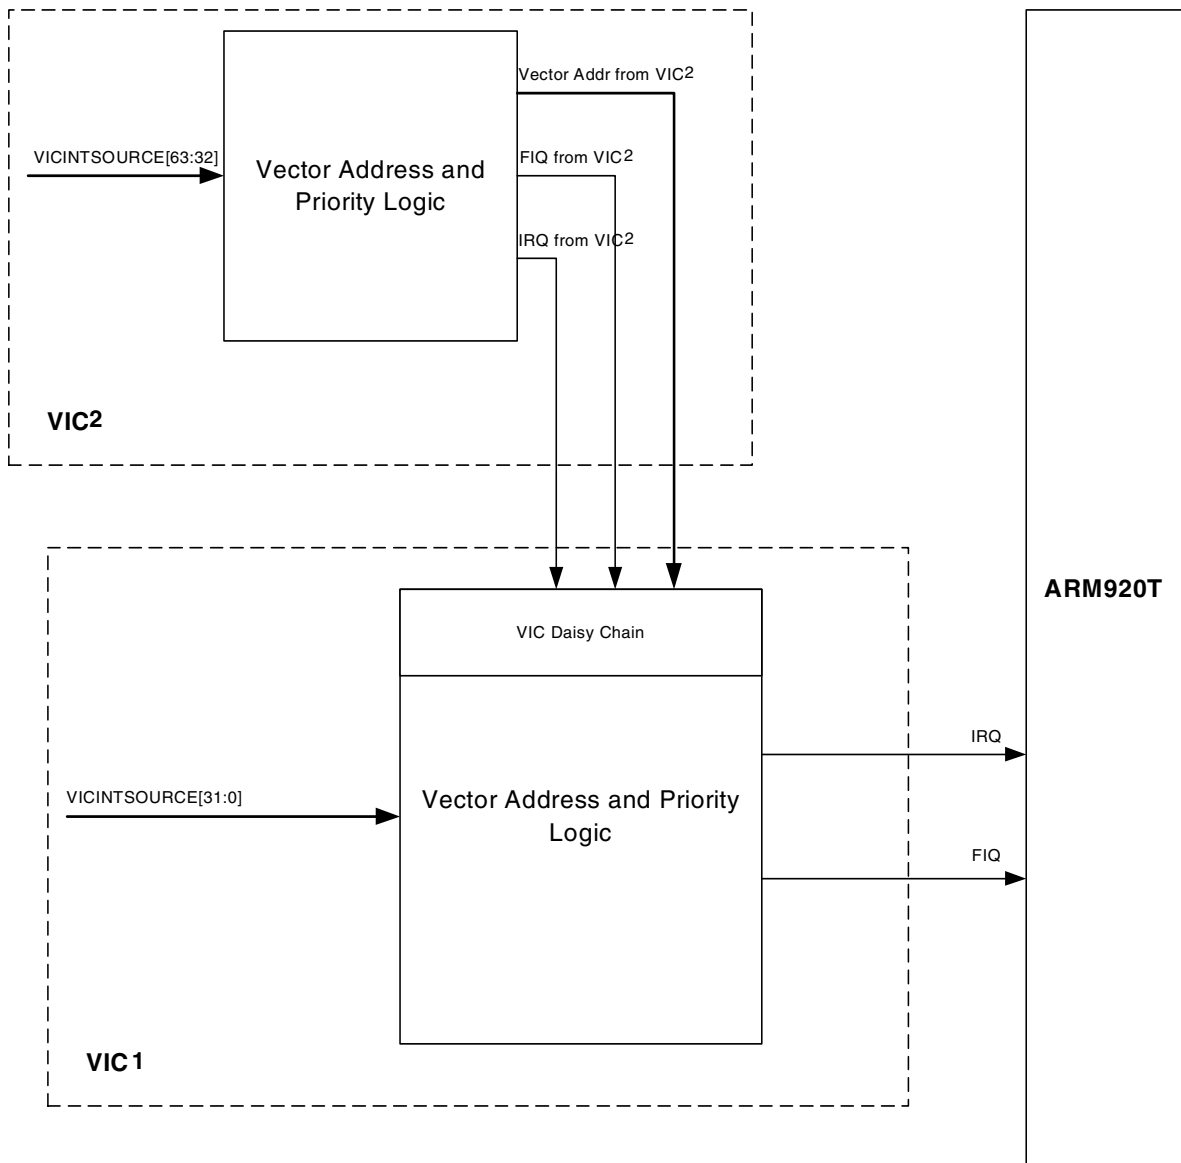 Vector Addr from VIC2
VICINTSOURCE[63:32]
FIQ from VIC2
Vector Address and
Priority Logic
IRQ from VIC2
VIC2
ARM920T
VIC Daisy Chain
IRQ
VICINTSOURCE[31:0]
Vector Address and Priority
Logic
FIQ
VIC1